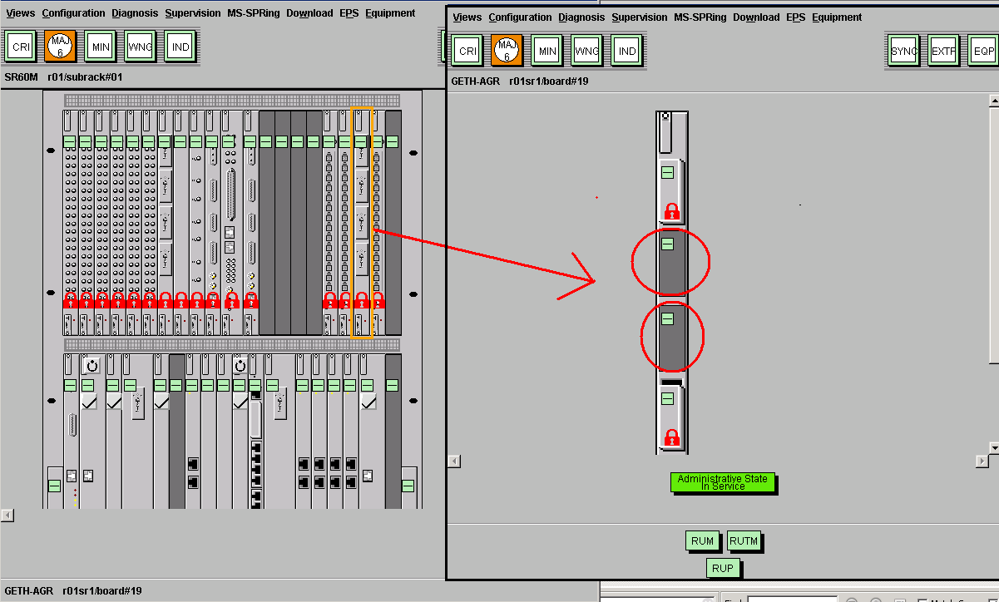 Views Configuration Diagnosis Supervision MS-SPRing Download EPS Equipment
CRI MAJ 6 MIN WNG IND
SR60M r01/subrack#01
GETH-AGR r01sr1/board#19
Views Configuration Diagnosis Supervision MS-SPRing Download EPS Equipment
CRI MAJ 6 MIN WNG IND SYNC EXTF EQP
GETH-AGR r01sr1/board#19
Administrative State
In Service
RUM RUTM
RUP